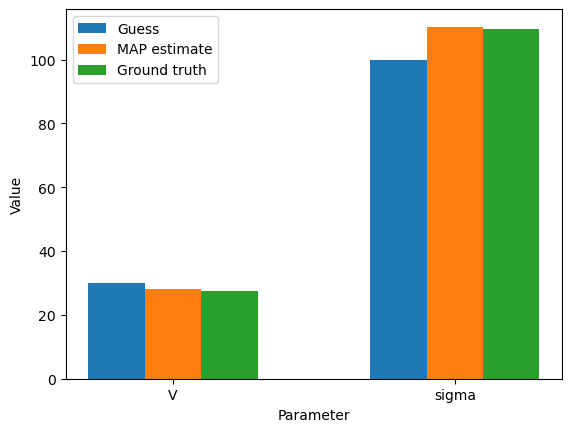 Guess
MAP estimate
Ground truth
100
80
60
40
20
0
Value
V
sigma
Parameter